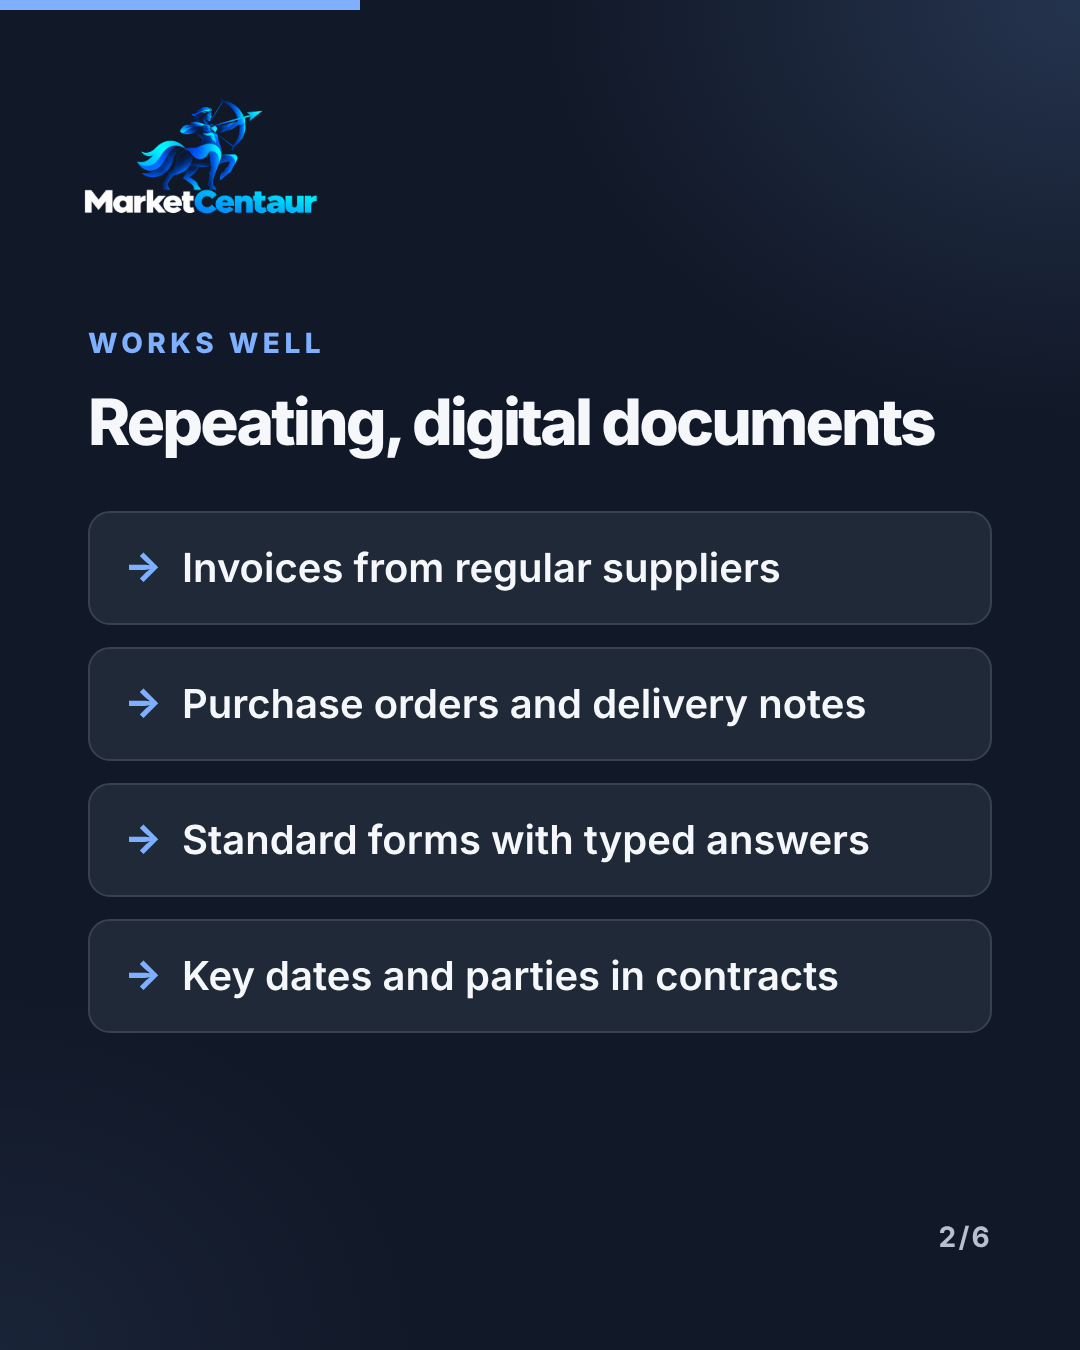 MarketCentaur
WORKS WELL
Repeating, digital documents
→ Invoices from regular suppliers
→ Purchase orders and delivery notes
→ Standard forms with typed answers
→ Key dates and parties in contracts
2/6